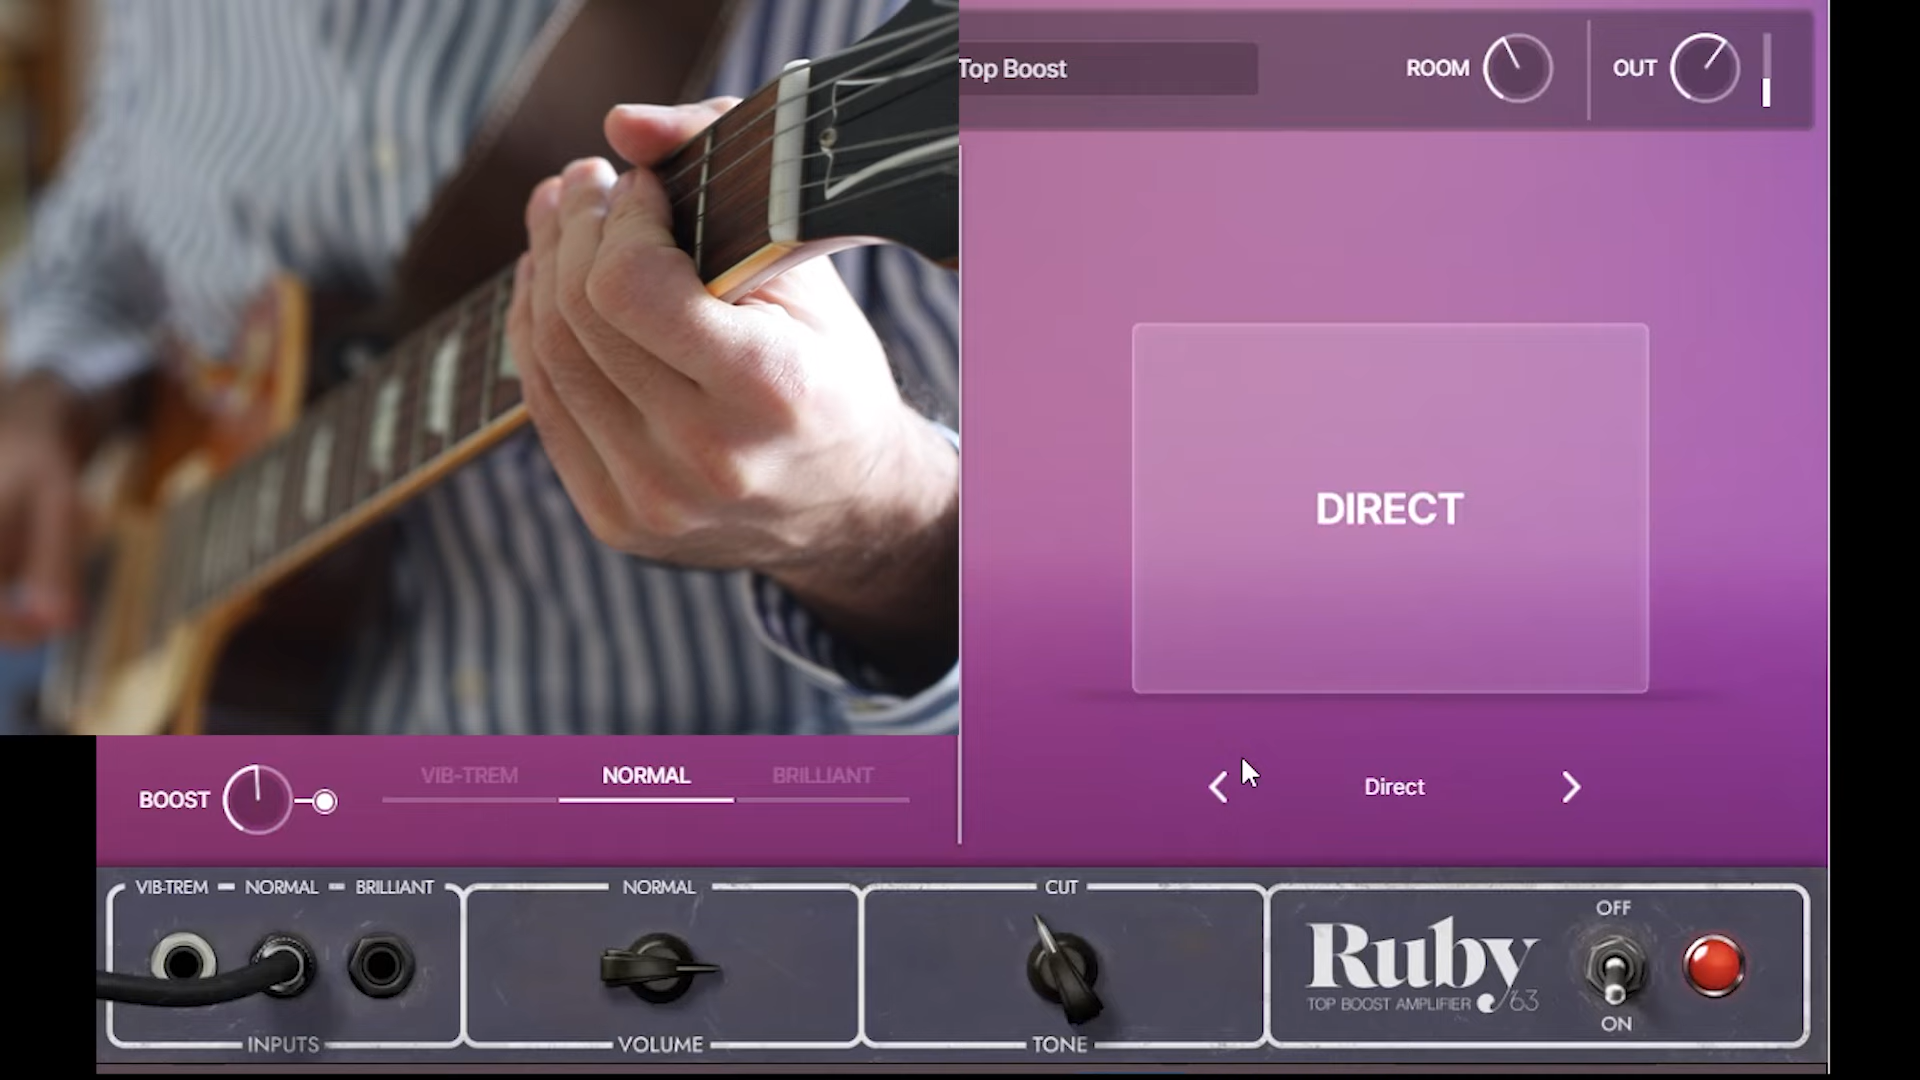 Top Boost
ROOM
OUT
DIRECT
Direct
BOOST
VIB-TREM
NORMAL
BRILLIANT
VIB-TREM
NORMAL
BRILLIANT
INPUTS
NORMAL
VOLUME
CUT
TONE
Ruby
TOP BOOST AMPLIFIER
63
OFF
ON